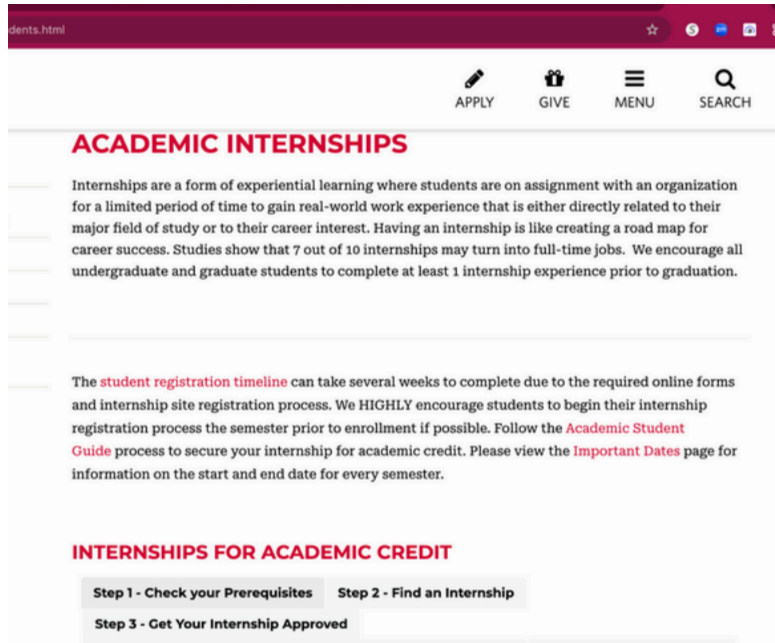 dents.html
APPLY GIVE MENU SEARCH
ACADEMIC INTERNSHIPS
Internships are a form of experiential learning where students are on assignment with an organization
for a limited period of time to gain real-world work experience that is either directly related to their
major field of study or to their career interest. Having an internship is like creating a road map for
career success. Studies show that 7 out of 10 internships may turn into full-time jobs. We encourage all
undergraduate and graduate students to complete at least 1 internship experience prior to graduation.
The student registration timeline can take several weeks to complete due to the required online forms
and internship site registration process. We HIGHLY encourage students to begin their internship
registration process the semester prior to enrollment if possible. Follow the Academic Student
Guide process to secure your internship for academic credit. Please view the Important Dates page for
information on the start and end date for every semester.
INTERNSHIPS FOR ACADEMIC CREDIT
Step 1 - Check your Prerequisites Step 2 - Find an Internship
Step 3 - Get Your Internship Approved